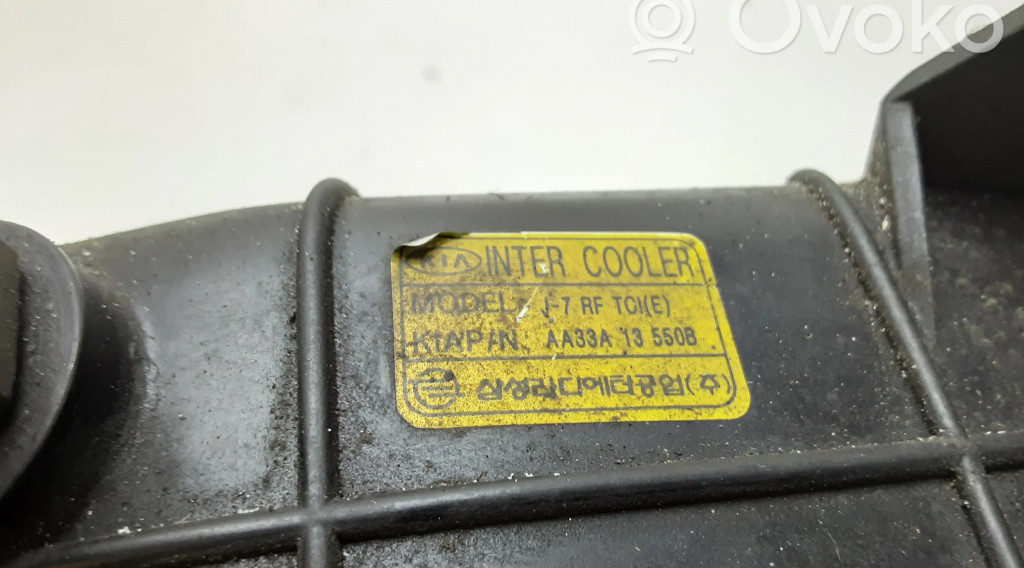 Ovoko
KIA INTER COOLER
MODEL J-7 RF TCI(E)
KIA P/N. AA33A 13 550B
삼성라디에터공업(주)